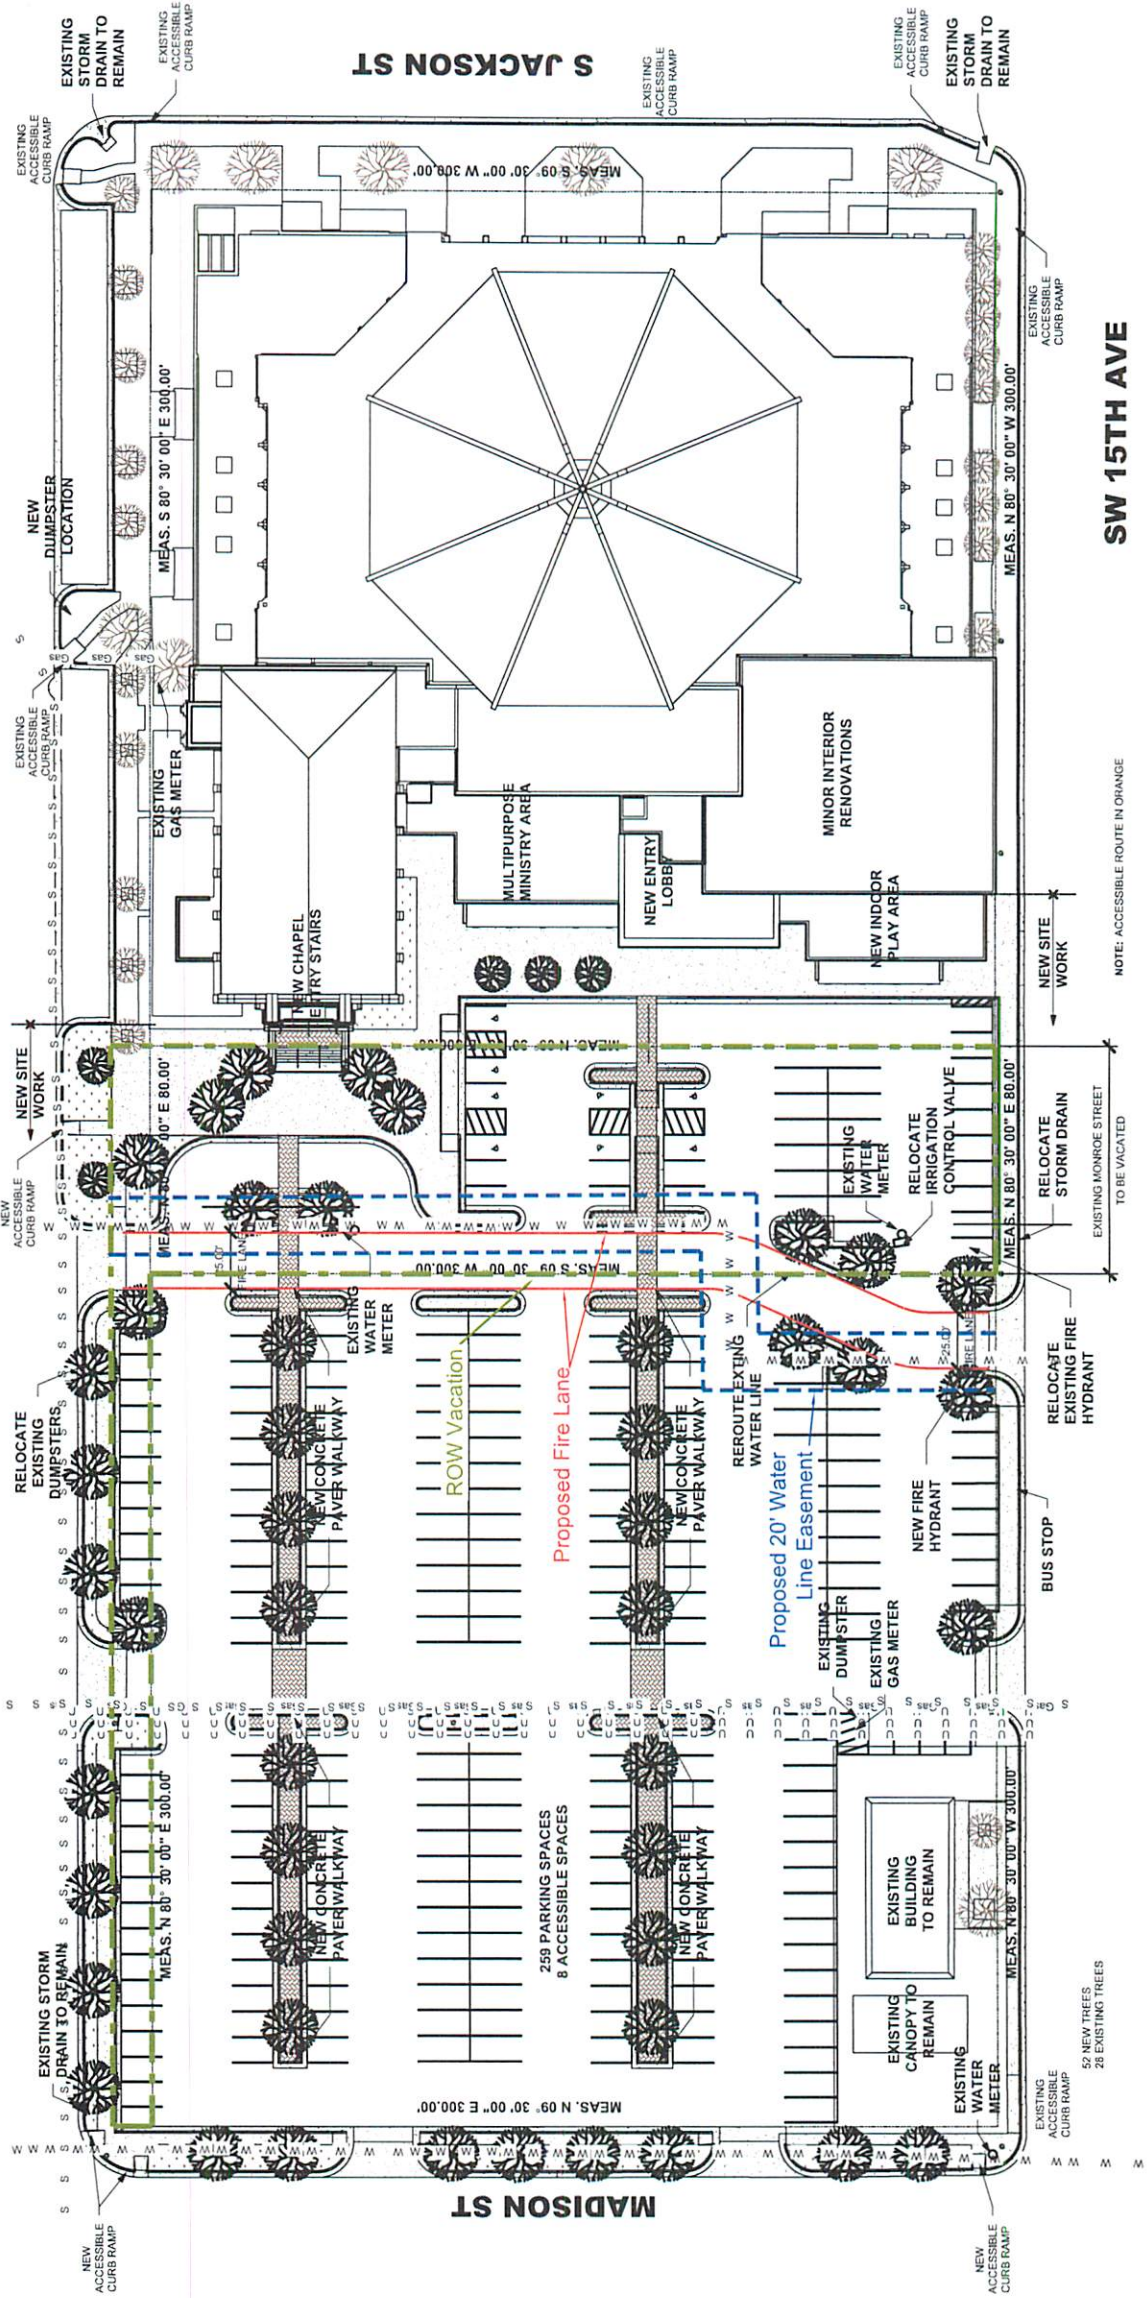 EXISTING
STORM
DRAIN TO
REMAIN
EXISTING
ACCESSIBLE
CURB RAMP
EXISTING
ACCESSIBLE
CURB RAMP
S JACKSON ST
EXISTING
ACCESSIBLE
CURB RAMP
EXISTING
ACCESSIBLE
CURB RAMP
EXISTING
STORM
DRAIN TO
REMAIN
MEAS. S 09° 30' 00" W 300.00'
EXISTING
ACCESSIBLE
CURB RAMP
SW 15TH AVE
NEW
DUMPSTER
LOCATION
MEAS. S 80° 30' 00" E 300.00'
MEAS. N 80° 30' 00" W 300.00'
Gas
Gas
Gas
EXISTING
ACCESSIBLE
CURB RAMP
EXISTING
GAS METER
MULTIPURPOSE
MINISTRY AREA
MINOR INTERIOR
RENOVATIONS
NEW ENTRY
LOBBY
NEW CHAPEL
ENTRY STAIRS
NEW INDOOR
PLAY AREA
NEW SITE
WORK
NOTE: ACCESSIBLE ROUTE IN ORANGE
NEW SITE
WORK
NEW
ACCESSIBLE
CURB RAMP
MEAS. N 80° 30' 00" E 80.00'
EXISTING
WATER
METER
RELOCATE
IRRIGATION
CONTROL VALVE
RELOCATE
STORM DRAIN
EXISTING MONROE STREET
TO BE VACATED
MEAS. S 09° 30' 00" W 300.00'
25.00'
FIRE LANE
EXISTING
WATER
METER
RELOCATE
EXISTING
DUMPSTERS
ROW Vacation
Proposed Fire Lane
REROUTE EXTING
WATER LINE
Proposed 20' Water
Line Easement
25.00'
FIRE LANE
NEW FIRE
HYDRANT
RELOCATE
EXISTING FIRE
HYDRANT
BUS STOP
NEW CONCRETE
PAVER WALKWAY
NEW CONCRETE
PAVER WALKWAY
EXISTING
DUMPSTER
EXISTING
GAS METER
MEAS. N 80° 30' 00" E 300.00'
EXISTING STORM
DRAIN TO REMAIN
NEW CONCRETE
PAVER WALKWAY
259 PARKING SPACES
8 ACCESSIBLE SPACES
NEW CONCRETE
PAVER WALKWAY
EXISTING
BUILDING
TO REMAIN
EXISTING
CANOPY TO
REMAIN
MEAS. N 80° 30' 00" W 300.00'
MEAS. N 09° 30' 00" E 300.00'
EXISTING
WATER
METER
EXISTING
ACCESSIBLE
CURB RAMP
52 NEW TREES
28 EXISTING TREES
MADISON ST
NEW
ACCESSIBLE
CURB RAMP
NEW
ACCESSIBLE
CURB RAMP